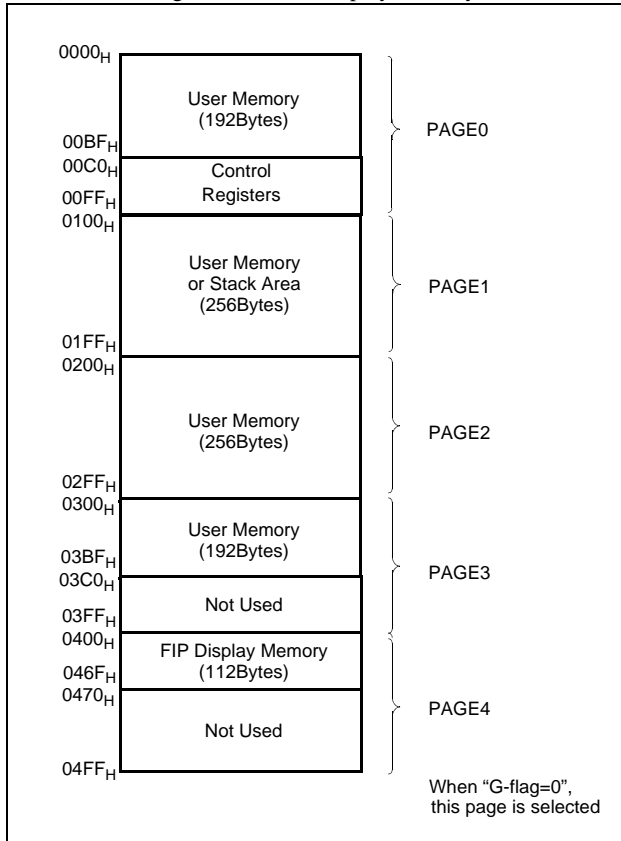 0000H
User Memory
(192Bytes)
PAGE0
00BFH
00C0H
Control
Registers
00FFH
0100H
User Memory
or Stack Area
(256Bytes)
PAGE1
01FFH
0200H
User Memory
(256Bytes)
PAGE2
02FFH
0300H
User Memory
(192Bytes)
03BFH
PAGE3
03C0H
Not Used
03FFH
0400H
FIP Display Memory
(112Bytes)
046FH
0470H
PAGE4
Not Used
04FFH
When “G-flag=0”,
this page is selected